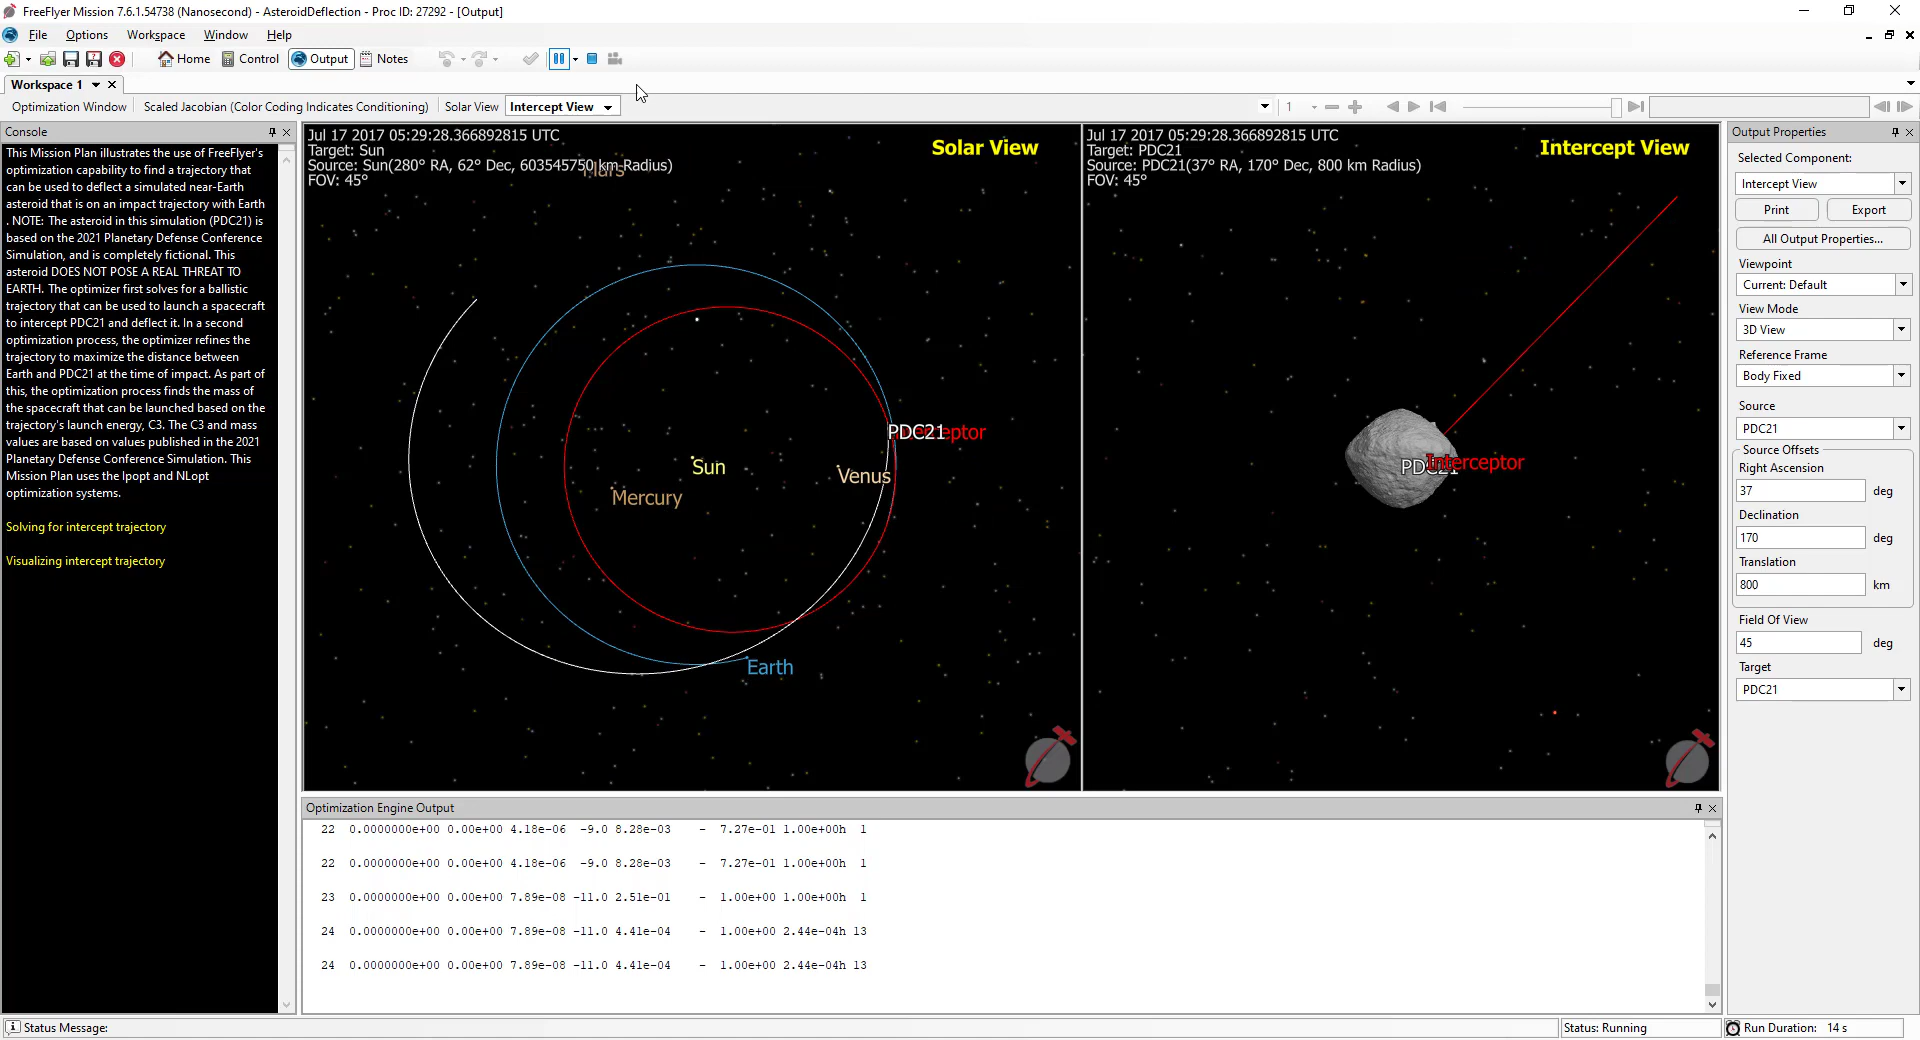 FreeFlyer Mission 7.6.1.54738 (Nanosecond) - AsteroidDeflection - Proc ID: 27292 - [Output]
File Options Workspace Window Help
Home Control Output Notes
Workspace 1
Optimization Window Scaled Jacobian (Color Coding Indicates Conditioning) Solar View Intercept View 1
Console
This Mission Plan illustrates the use of FreeFlyer's
optimization capability to find a trajectory that
can be used to deflect a simulated near-Earth
asteroid that is on an impact trajectory with Earth
. NOTE: The asteroid in this simulation (PDC21) is
based on the 2021 Planetary Defense Conference
Simulation, and is completely fictional. This
asteroid DOES NOT POSE A REAL THREAT TO
EARTH. The optimizer first solves for a ballistic
trajectory that can be used to launch a spacecraft
to intercept PDC21 and deflect it. In a second
optimization process, the optimizer refines the
trajectory to maximize the distance between
Earth and PDC21 at the time of impact. As part of
this, the optimization process finds the mass of
the spacecraft that can be launched based on the
trajectory's launch energy, C3. The C3 and mass
values are based on values published in the 2021
Planetary Defense Conference Simulation. This
Mission Plan uses the Ipopt and NLopt
optimization systems.
Solving for intercept trajectory
Visualizing intercept trajectory
Jul 17 2017 05:29:28.366892815 UTC
Target: Sun
Source: Sun(280° RA, 62° Dec, 603545750 km-Radius)
FOV: 45°
Solar View
Mars
PDC21
Interceptor
Sun
Venus
Mercury
Earth
Jul 17 2017 05:29:28.366892815 UTC
Target: PDC21
Source: PDC21(37° RA, 170° Dec, 800 km Radius)
FOV: 45°
Intercept View
PDC21
Interceptor
Optimization Engine Output
22 0.0000000e+00 0.00e+00 4.18e-06 -9.0 8.28e-03 - 7.27e-01 1.00e+00h 1
22 0.0000000e+00 0.00e+00 4.18e-06 -9.0 8.28e-03 - 7.27e-01 1.00e+00h 1
23 0.0000000e+00 0.00e+00 7.89e-08 -11.0 2.51e-01 - 1.00e+00 1.00e+00h 1
24 0.0000000e+00 0.00e+00 7.89e-08 -11.0 4.41e-04 - 1.00e+00 2.44e-04h 13
24 0.0000000e+00 0.00e+00 7.89e-08 -11.0 4.41e-04 - 1.00e+00 2.44e-04h 13
Output Properties
Selected Component:
Intercept View
Print Export
All Output Properties...
Viewpoint
Current: Default
View Mode
3D View
Reference Frame
Body Fixed
Source
PDC21
Source Offsets
Right Ascension
37 deg
Declination
170 deg
Translation
800 km
Field Of View
45 deg
Target
PDC21
Status Message: Status: Running Run Duration: 14 s